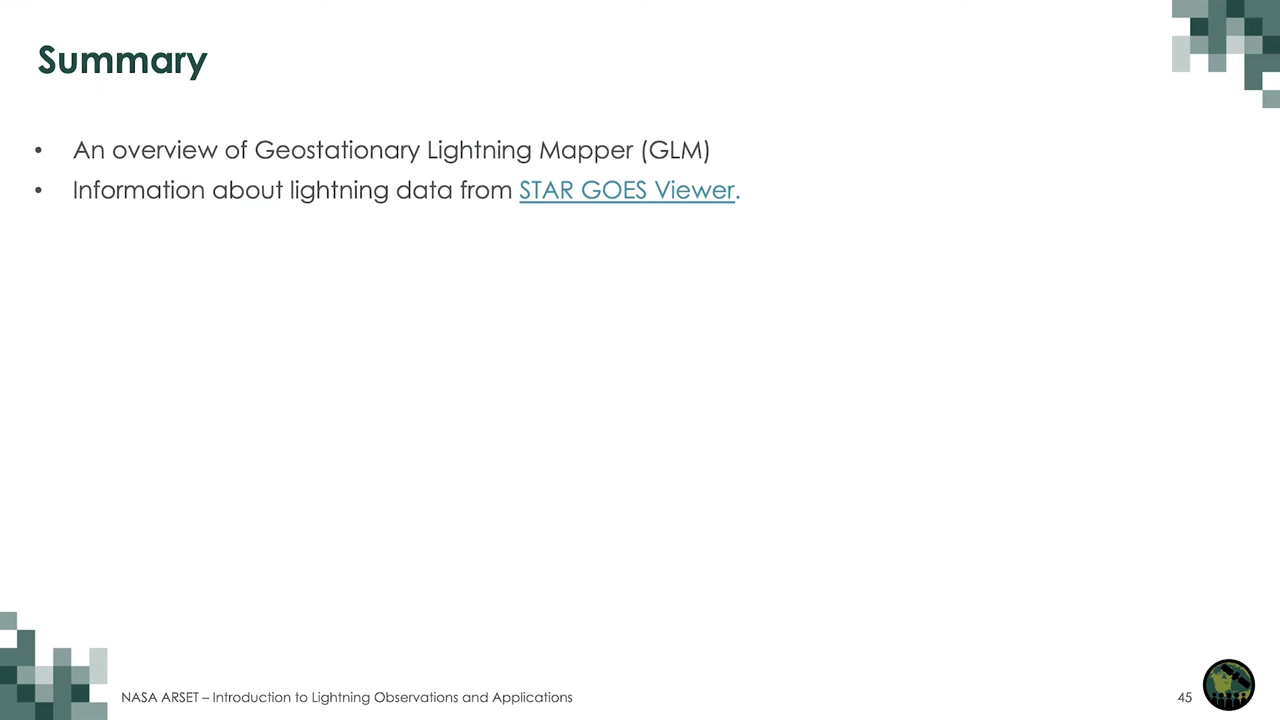 Summary
• An overview of Geostationary Lightning Mapper (GLM)
• Information about lightning data from STAR GOES Viewer.
NASA ARSET – Introduction to Lightning Observations and Applications
45